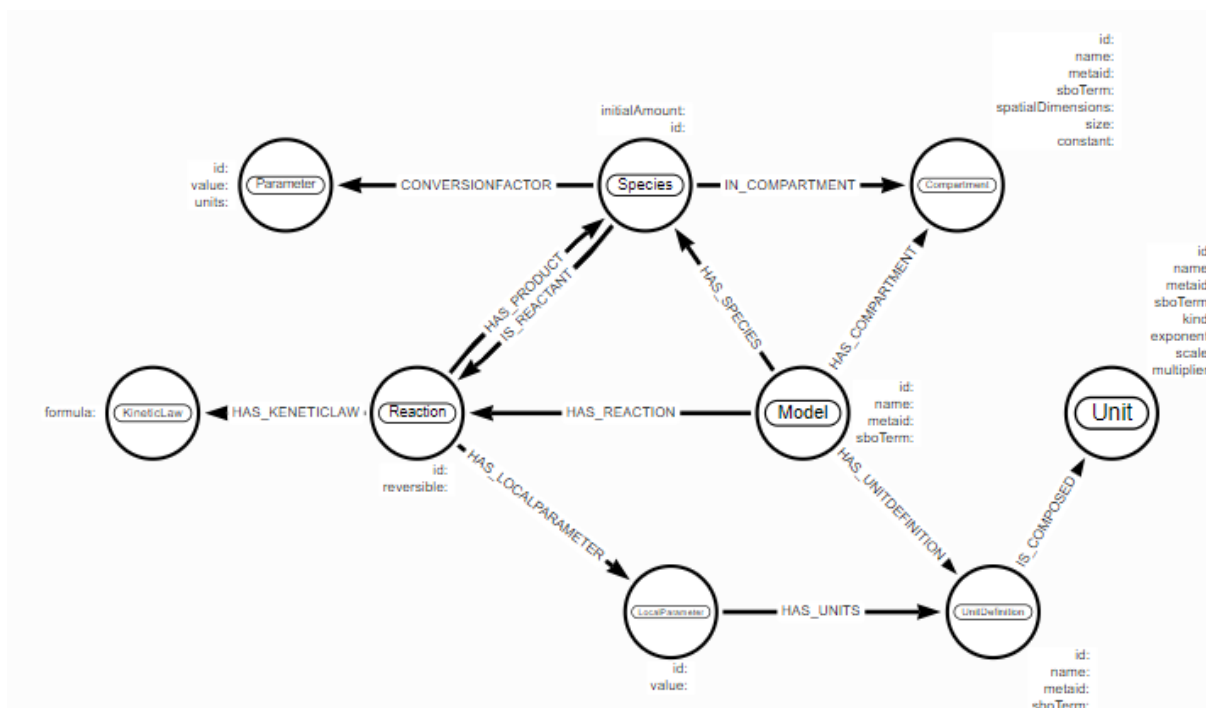 id:
name:
metaid:
sboTerm:
spatialDimensions:
size:
constant:
initialAmount:
id:
id:
value:
units:
Parameter
CONVERSIONFACTOR
Species
IN_COMPARTMENT
Compartment
HAS_PRODUCT
IS_REACTANT
HAS_SPECIES
HAS_COMPARTMENT
id
name
metaid
sboTerm
kind
exponent
scale
multiplier
formula:
KineticLaw
HAS_KENETICLAW
Reaction
HAS_REACTION
Model
id:
name:
metaid:
sboTerm:
Unit
id:
reversible:
HAS_LOCALPARAMETER
HAS_UNITDEFINITION
IS_COMPOSED
LocalParameter
HAS_UNITS
UnitDefinition
id:
value:
id:
name:
metaid:
sboTerm: